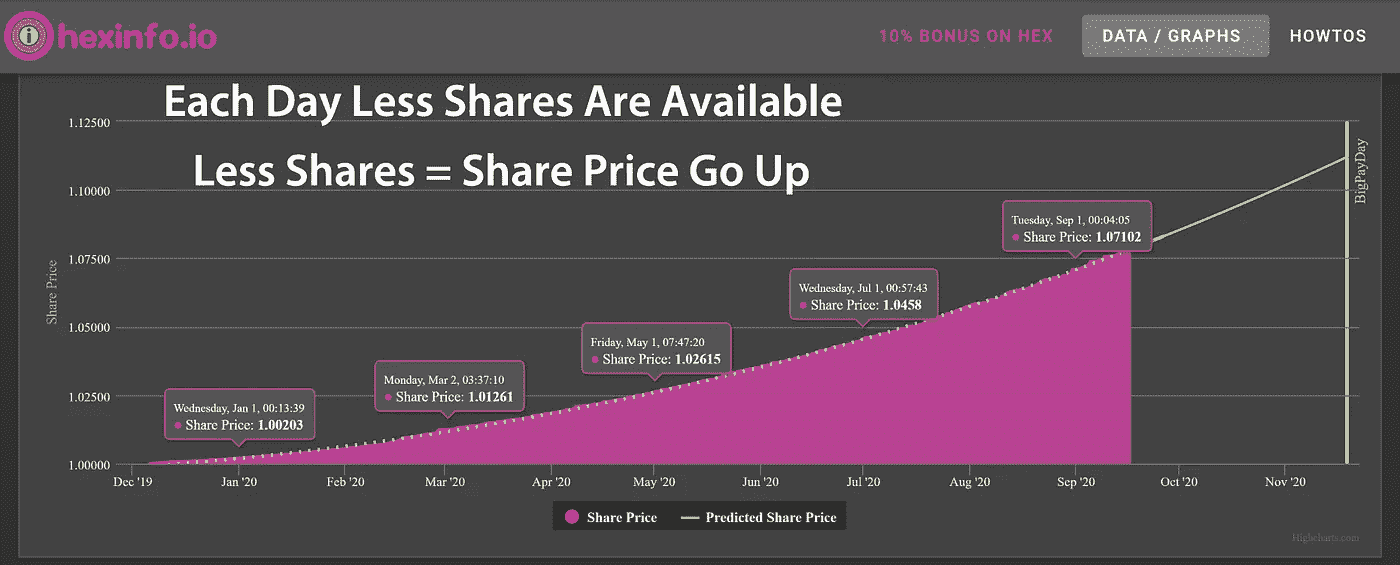 hexinfo.io
10% BONUS ON HEX
DATA / GRAPHS
HOWTOS
Each Day Less Shares Are Available
Less Shares = Share Price Go Up
1.12500
1.10000
1.07500
1.05000
1.02500
1.00000
Share Price
BigPayDay
Wednesday, Jan 1, 00:13:39
Share Price: 1.00203
Monday, Mar 2, 03:37:10
Share Price: 1.01261
Friday, May 1, 07:47:20
Share Price: 1.02615
Wednesday, Jul 1, 00:57:43
Share Price: 1.0458
Tuesday, Sep 1, 00:04:05
Share Price: 1.07102
Dec '19 Jan '20 Feb '20 Mar '20 Apr '20 May '20 Jun '20 Jul '20 Aug '20 Sep '20 Oct '20 Nov '20
Share Price Predicted Share Price